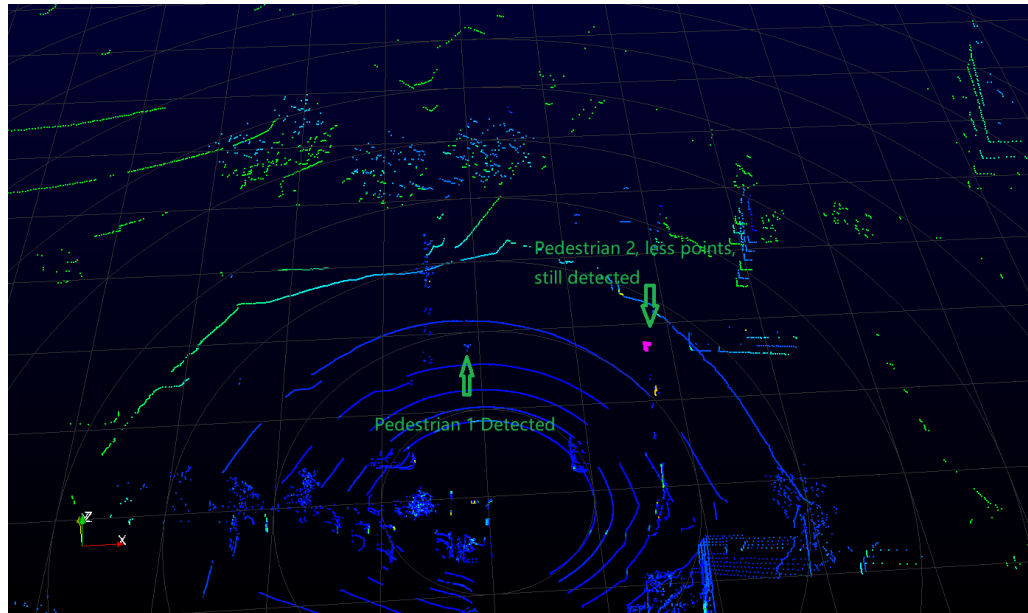 Pedestrian 2, less points,
still detected
Pedestrian 1 Detected
Z
X